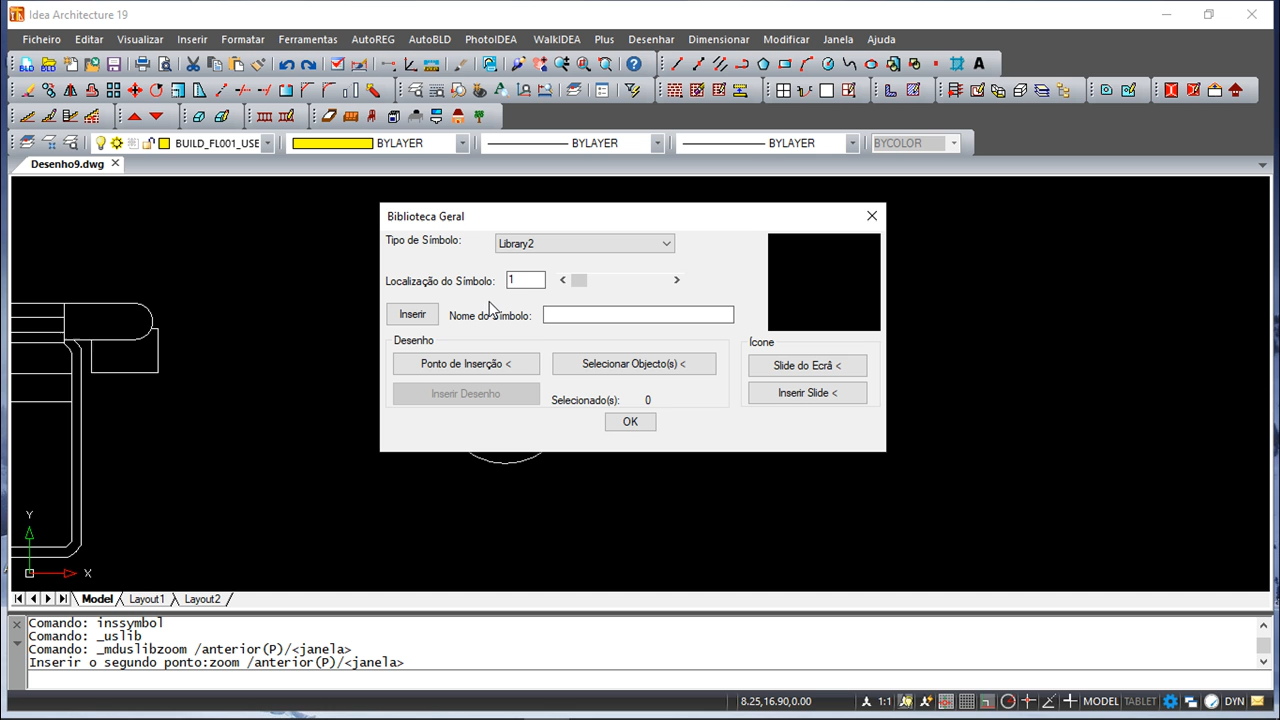 Idea Architecture 19
Ficheiro Editar Visualizar Inserir Formatar Ferramentas AutoREG AutoBLD PhotoIDEA WalkIDEA Plus Desenhar Dimensionar Modificar Janela Ajuda
BLD BLD
BUILD_FL001_USE BYLAYER BYLAYER BYLAYER BYCOLOR
Desenho9.dwg
Biblioteca Geral
Tipo de Símbolo: Library2
Localização do Símbolo: 1 < >
Inserir Nome do Símbolo:
Desenho Ícone
Ponto de Inserção < Selecionar Objecto(s) < Slide do Ecrâ <
Inserir Desenho Selecionado(s): 0 Inserir Slide <
OK
Y
X
Model Layout1 Layout2
Comando: inssymbol
Comando: _uslib
Comando: _mduslibzoom /anterior(P)/<janela>
Inserir o segundo ponto:zoom /anterior(P)/<janela>
8.25,16.90,0.00 1:1 MODEL TABLET DYN